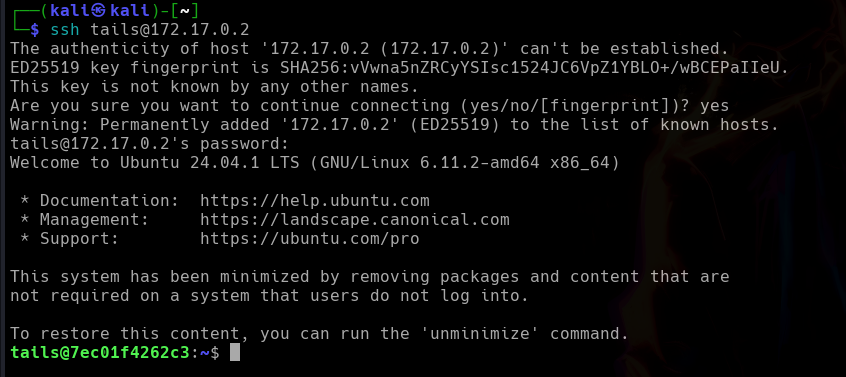 ┌──(kali㉿kali)-[~]
└─$ ssh tails@172.17.0.2
The authenticity of host '172.17.0.2 (172.17.0.2)' can't be established.
ED25519 key fingerprint is SHA256:vVwna5nZRCyYSIsc1524JC6VpZ1YBLO+/wBCEPaIIeU.
This key is not known by any other names.
Are you sure you want to continue connecting (yes/no/[fingerprint])? yes
Warning: Permanently added '172.17.0.2' (ED25519) to the list of known hosts.
tails@172.17.0.2's password:
Welcome to Ubuntu 24.04.1 LTS (GNU/Linux 6.11.2-amd64 x86_64)
 * Documentation:  https://help.ubuntu.com
 * Management:     https://landscape.canonical.com
 * Support:        https://ubuntu.com/pro
This system has been minimized by removing packages and content that are
not required on a system that users do not log into.
To restore this content, you can run the 'unminimize' command.
tails@7ec01f4262c3:~$